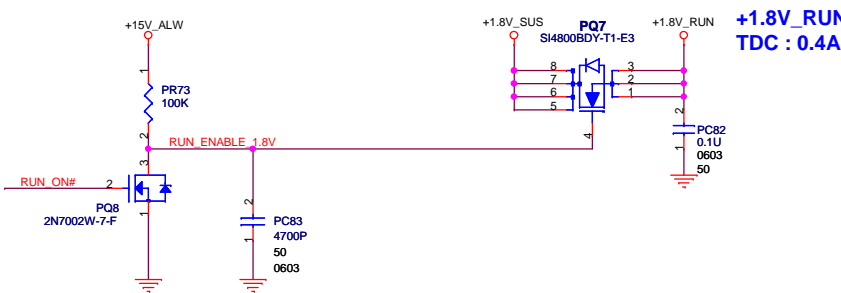 +15V_ALW
+1.8V_SUS
PQ7
SI4800BDY-T1-E3
+1.8V_RUN
+1.8V_RUN
TDC : 0.4A
1
PR73
100K
2
8
7
6
5
3
2
1
4
RUN_ENABLE_1.8V
2
PC82
0.1U
0603
50
1
3
RUN_ON#
2
PQ8
2N7002W-7-F
1
2
PC83
4700P
1
50
0603